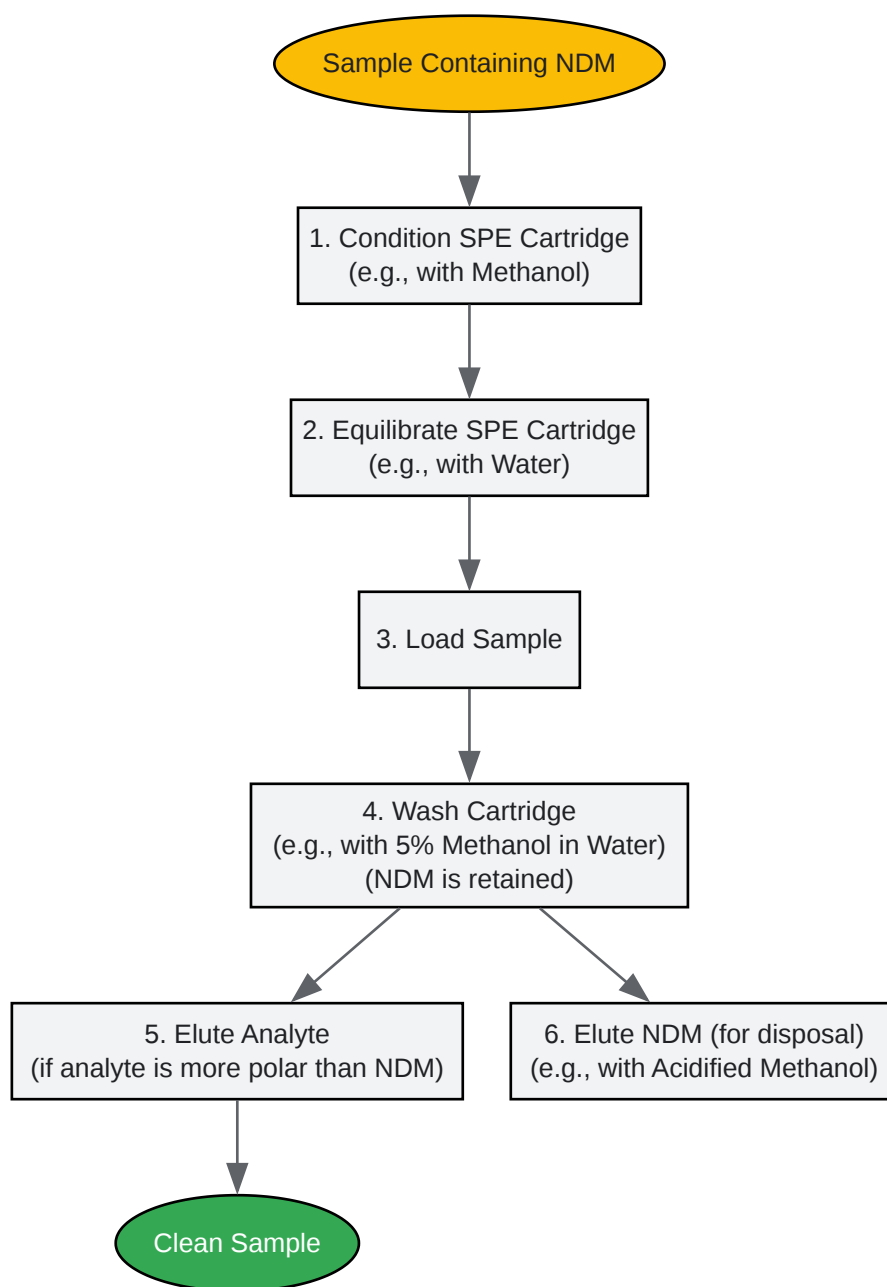 Sample Containing NDM
1. Condition SPE Cartridge
(e.g., with Methanol)
2. Equilibrate SPE Cartridge
(e.g., with Water)
3. Load Sample
4. Wash Cartridge
(e.g., with 5% Methanol in Water)
(NDM is retained)
5. Elute Analyte
(if analyte is more polar than NDM)
6. Elute NDM (for disposal)
(e.g., with Acidified Methanol)
Clean Sample